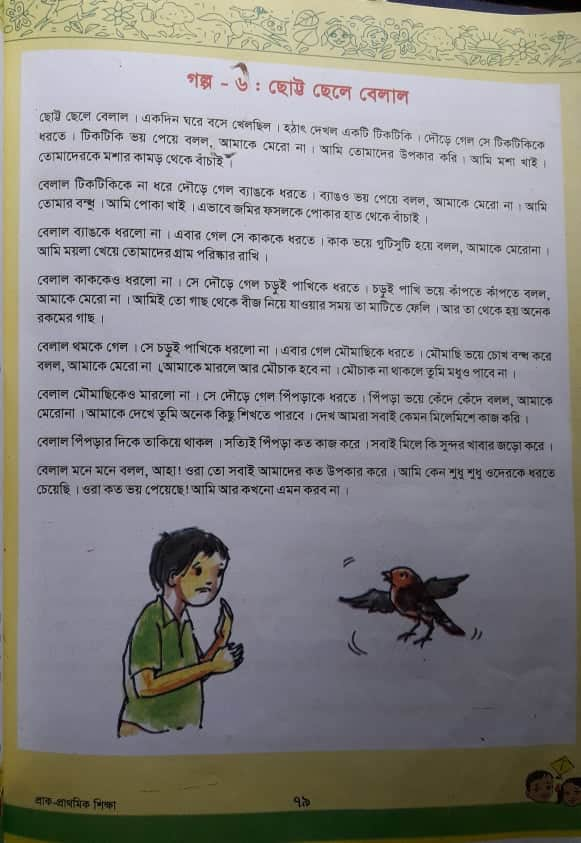 গল্প - ৬ : ছোট্ট ছেলে বেলাল
ছোট্ট ছেলে বেলাল । একদিন ঘরে বসে খেলছিল । হঠাৎ দেখল একটি টিকটিকি । দৌড়ে গেল সে টিকটিকিকে
ধরতে । টিকটিকি ভয় পেয়ে বলল, আমাকে মেরো না । আমি তোমাদের উপকার করি । আমি মশা খাই ।
তোমাদেরকে মশার কামড় থেকে বাঁচাই ।
বেলাল টিকটিকিকে না ধরে দৌড়ে গেল ব্যাঙকে ধরতে । ব্যাঙও ভয় পেয়ে বলল, আমাকে মেরো না । আমি
তোমার বন্ধু । আমি পোকা খাই । এভাবে জমির ফসলকে পোকার হাত থেকে বাঁচাই ।
বেলাল ব্যাঙকে ধরলো না । এবার গেল সে কাককে ধরতে । কাক ভয়ে গুটিসুটি হয়ে বলল, আমাকে মেরোনা ।
আমি ময়লা খেয়ে তোমাদের গ্রাম পরিষ্কার রাখি ।
বেলাল কাককেও ধরলো না । সে দৌড়ে গেল চড়ুই পাখিকে ধরতে । চড়ুই পাখি ভয়ে কাঁপতে কাঁপতে বলল,
আমাকে মেরো না । আমিই তো গাছ থেকে বীজ নিয়ে যাওয়ার সময় তা মাটিতে ফেলি । আর তা থেকে হয় অনেক
রকমের গাছ ।
বেলাল থমকে গেল । সে চড়ুই পাখিকে ধরলো না । এবার গেল মৌমাছিকে ধরতে । মৌমাছি ভয়ে চোখ বন্ধ করে
বলল, আমাকে মেরো না । আমাকে মারলে আর মৌচাক হবে না । মৌচাক না থাকলে তুমি মধুও পাবে না ।
বেলাল মৌমাছিকেও মারলো না । সে দৌড়ে গেল পিঁপড়াকে ধরতে । পিঁপড়া ভয়ে কেঁদে কেঁদে বলল, আমাকে
মেরোনা । আমাকে দেখে তুমি অনেক কিছু শিখতে পারবে । দেখ আমরা সবাই কেমন মিলেমিশে কাজ করি ।
বেলাল পিঁপড়ার দিকে তাকিয়ে থাকল । সত্যিই পিঁপড়া কত কাজ করে । সবাই মিলে কি সুন্দর খাবার জড়ো করে ।
বেলাল মনে মনে বলল, আহা! ওরা তো সবাই আমাদের কত উপকার করে । আমি কেন শুধু শুধু ওদেরকে ধরতে
চেয়েছি । ওরা কত ভয় পেয়েছে! আমি আর কখনো এমন করব না ।
প্রাক-প্রাথমিক শিক্ষা
৭৯